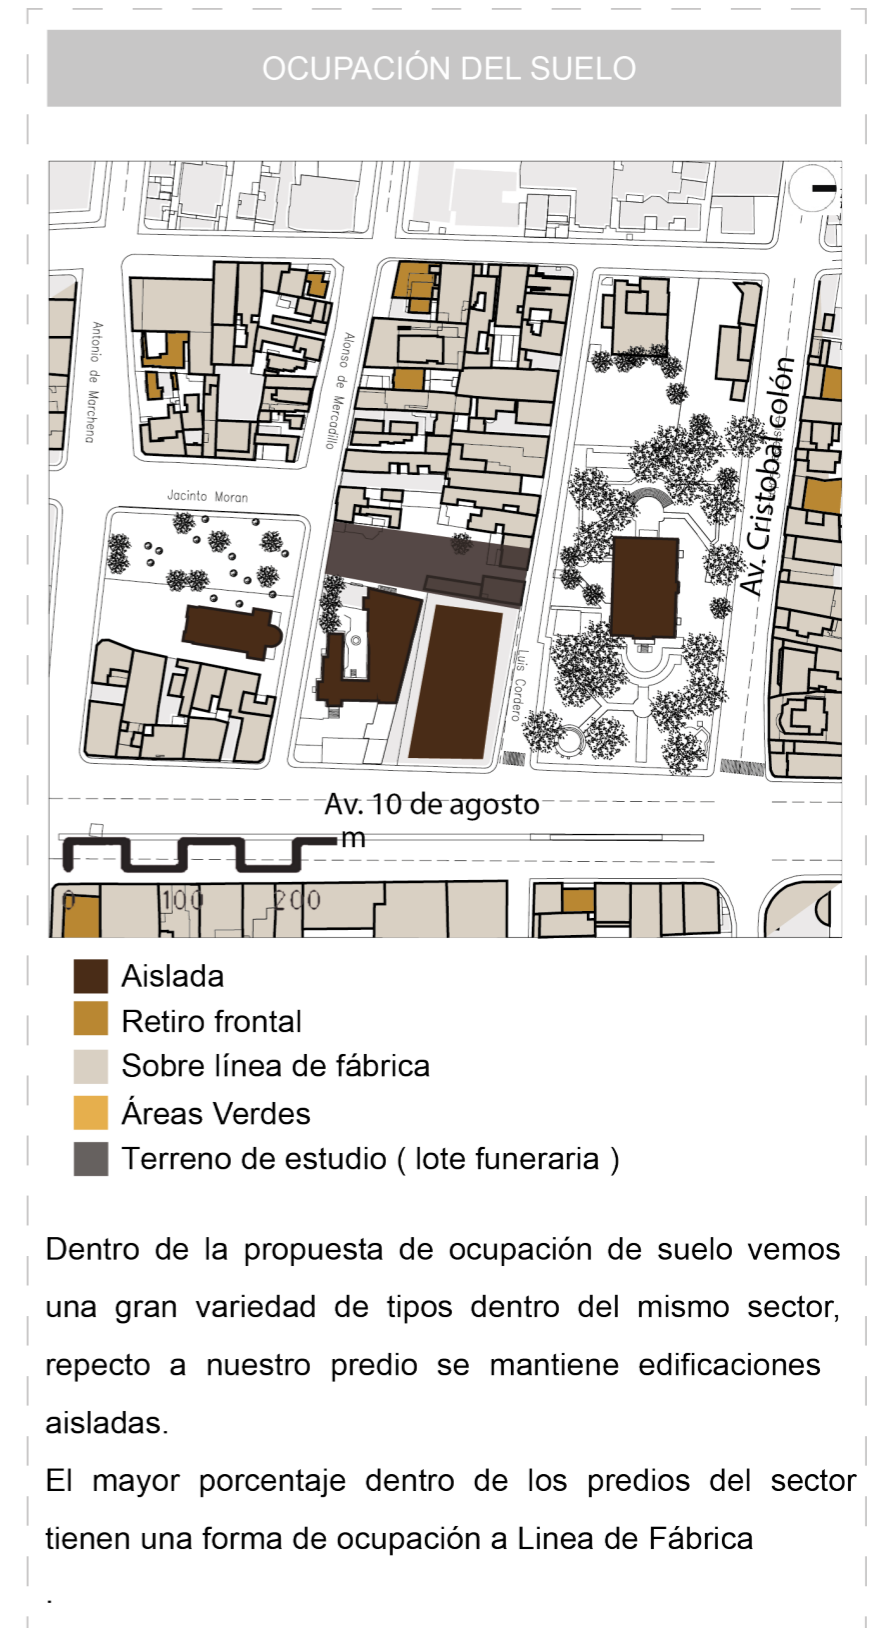 OCUPACIÓN DEL SUELO
Antonio de Marchena
Alonso de Mercadillo
Av. Cristobal colón
Jacinto Moran
Luis Cordero
Av. 10 de agosto
m
0 100 200
Aislada
Retiro frontal
Sobre línea de fábrica
Áreas Verdes
Terreno de estudio ( lote funeraria )
Dentro de la propuesta de ocupación de suelo vemos
una gran variedad de tipos dentro del mismo sector,
repecto a nuestro predio se mantiene edificaciones
aisladas.
El mayor porcentaje dentro de los predios del sector
tienen una forma de ocupación a Linea de Fábrica
.